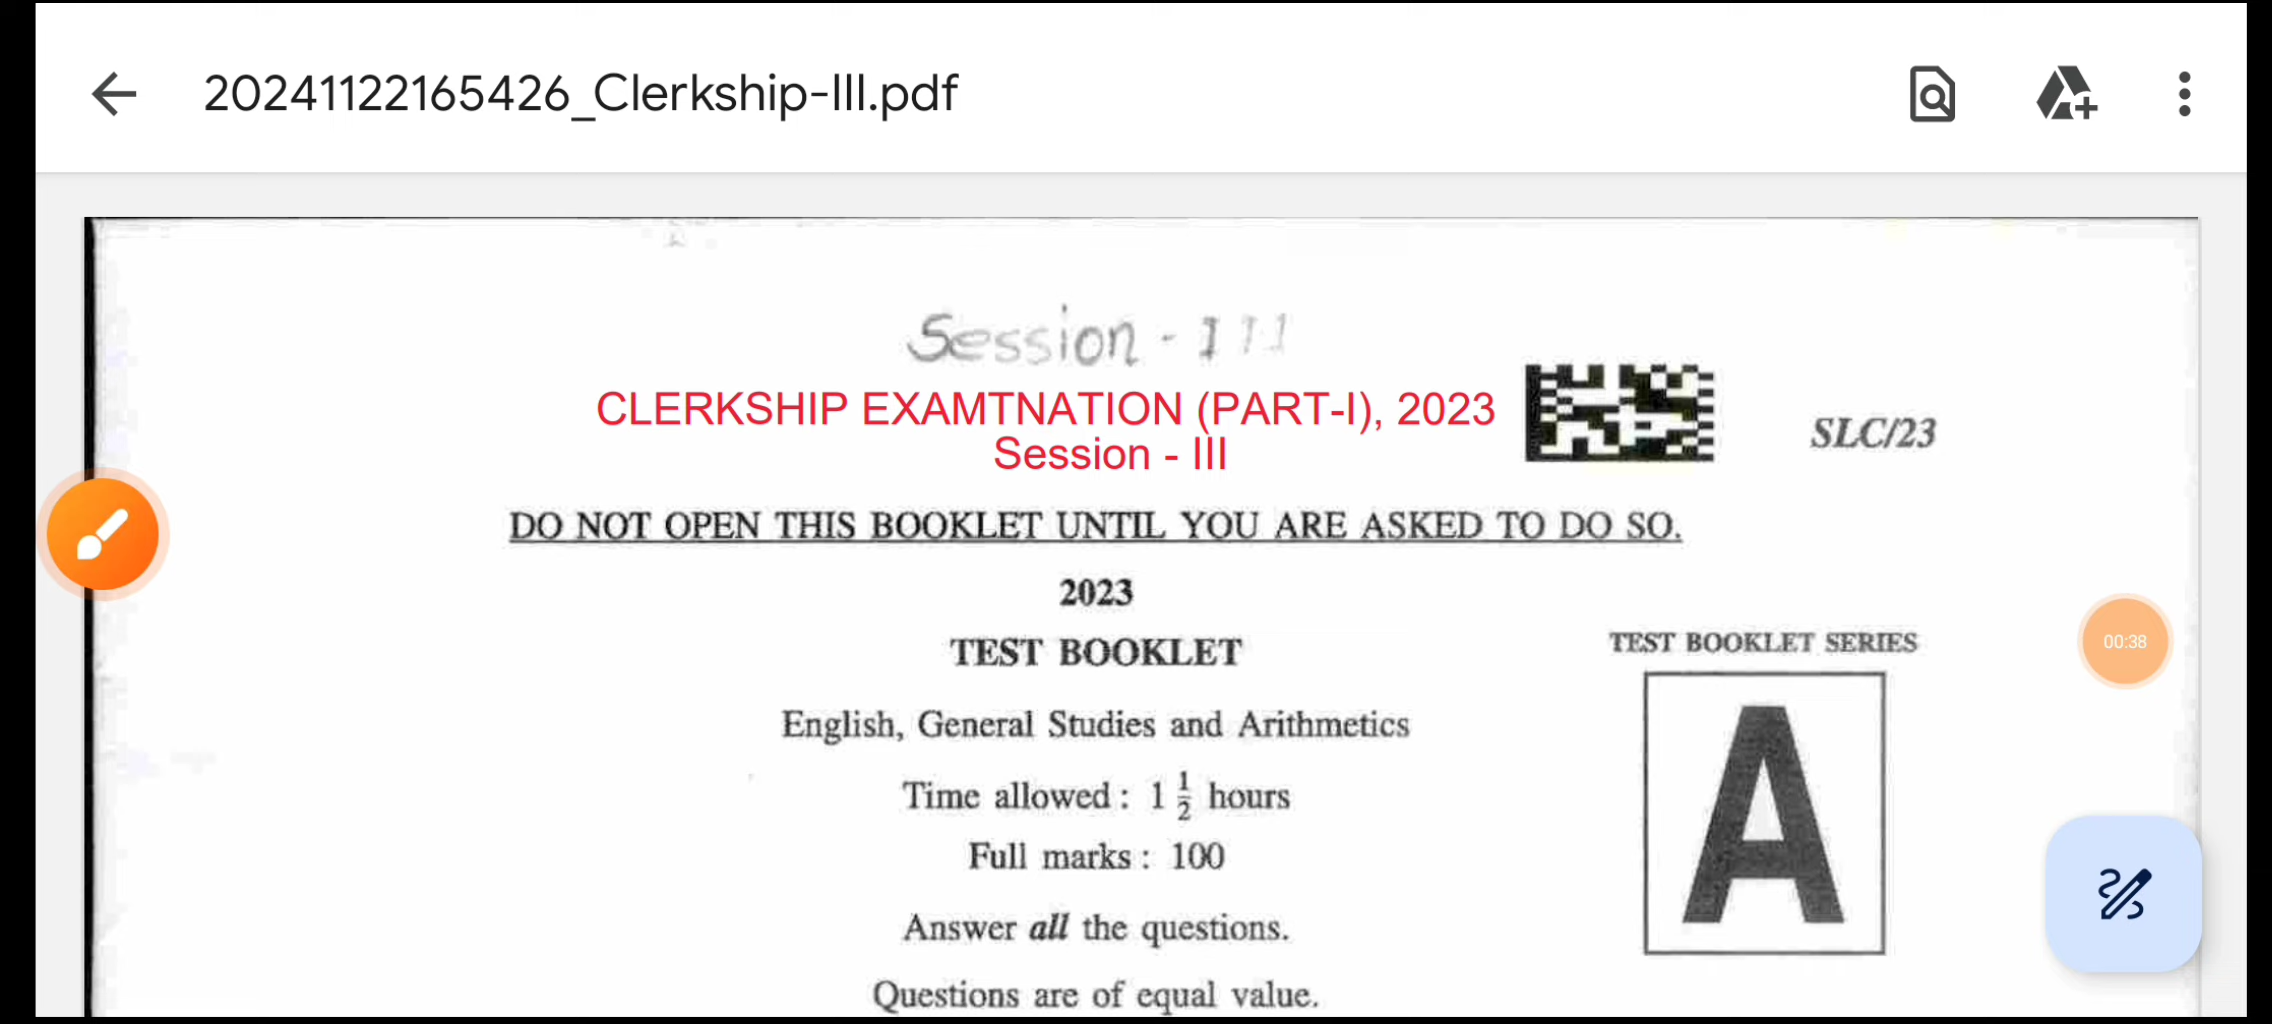 20241122165426_Clerkship-III.pdf
Session - III
CLERKSHIP EXAMTNATION (PART-I), 2023
Session - III
SLC/23
DO NOT OPEN THIS BOOKLET UNTIL YOU ARE ASKED TO DO SO.
2023
TEST BOOKLET
TEST BOOKLET SERIES
A
English, General Studies and Arithmetics
Time allowed : 1 1/2 hours
Full marks : 100
Answer all the questions.
Questions are of equal value.
00:38